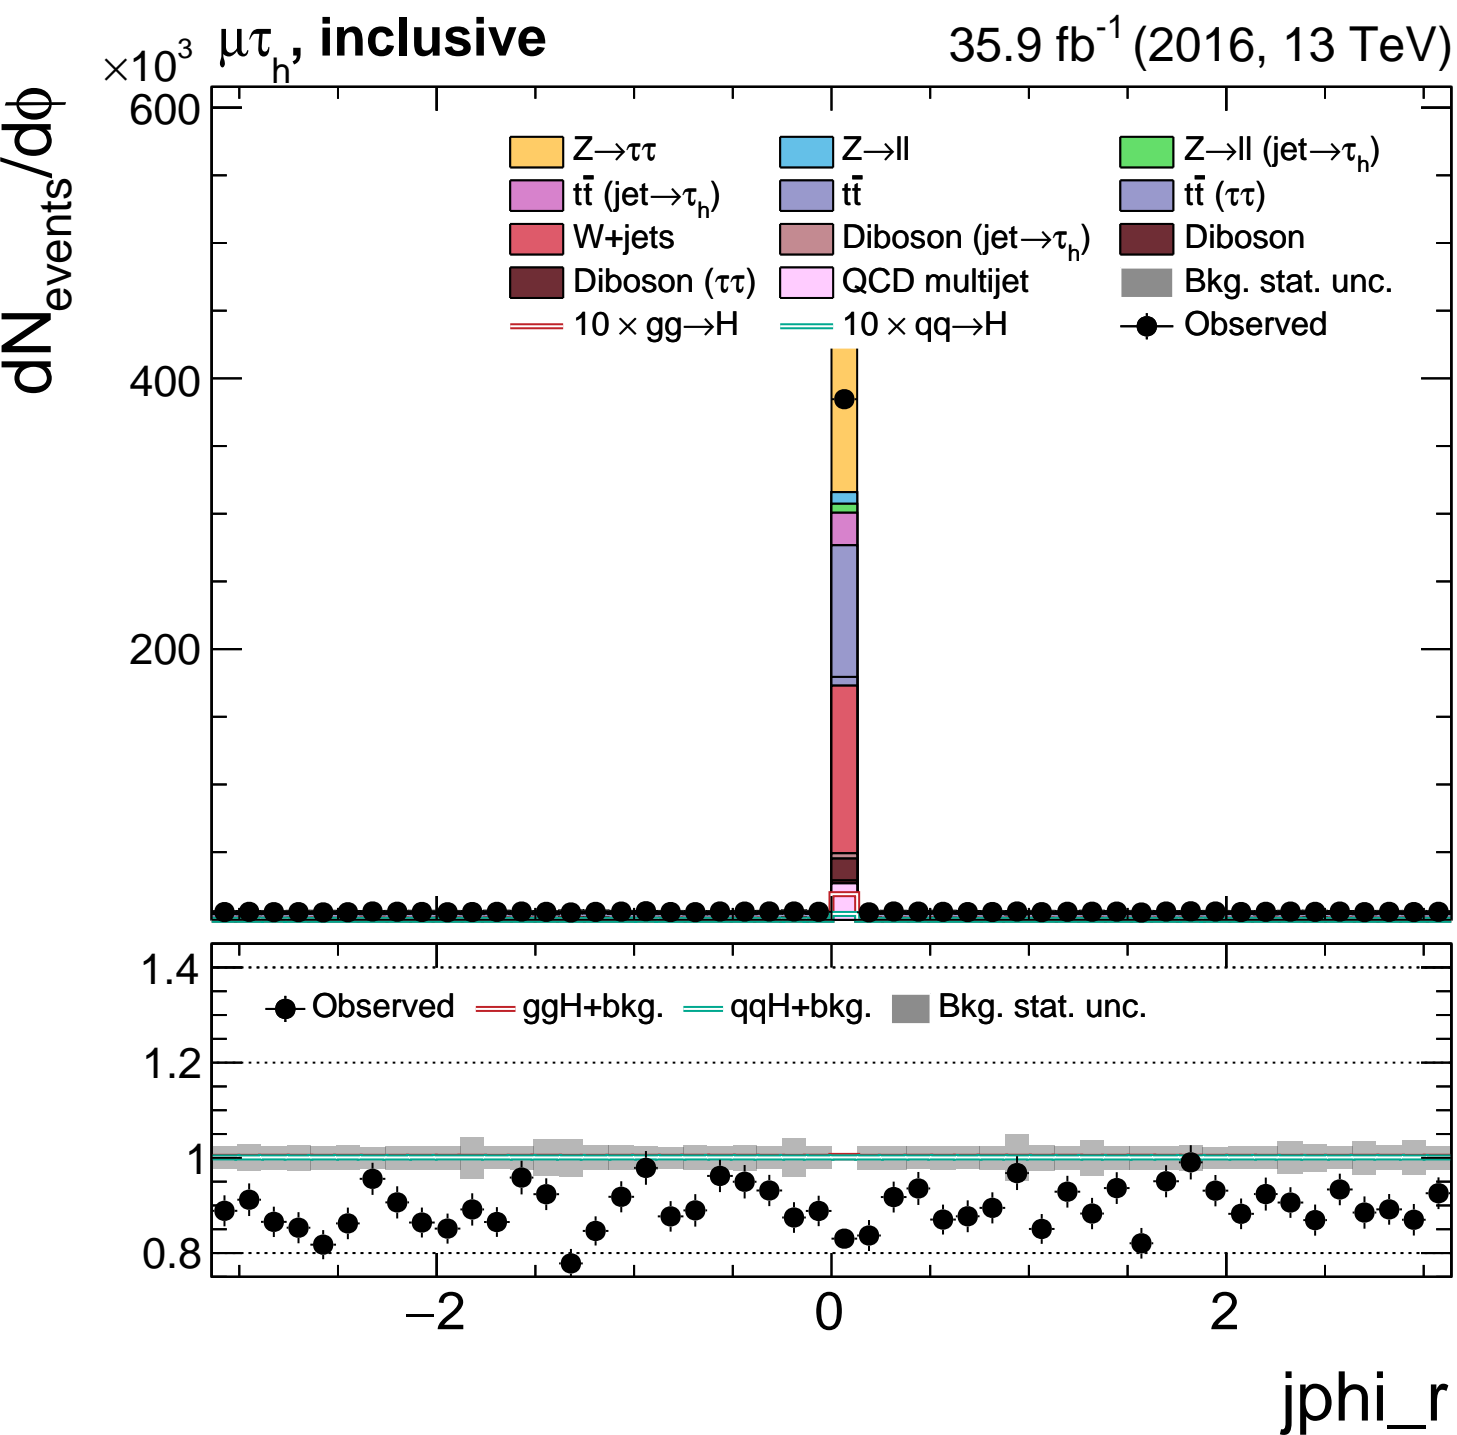 ×10³ μτₕ, inclusive 35.9 fb⁻¹ (2016, 13 TeV)
dN_events/dϕ
600
400
200
Z→ττ Z→ll Z→ll (jet→τₕ)
tt̄ (jet→τₕ) tt̄ tt̄ (ττ)
W+jets Diboson (jet→τₕ) Diboson
Diboson (ττ) QCD multijet Bkg. stat. unc.
10 × gg→H 10 × qq→H Observed
1.4
Observed ggH+bkg. qqH+bkg. Bkg. stat. unc.
1.2
1
0.8
−2 0 2
jphi_r